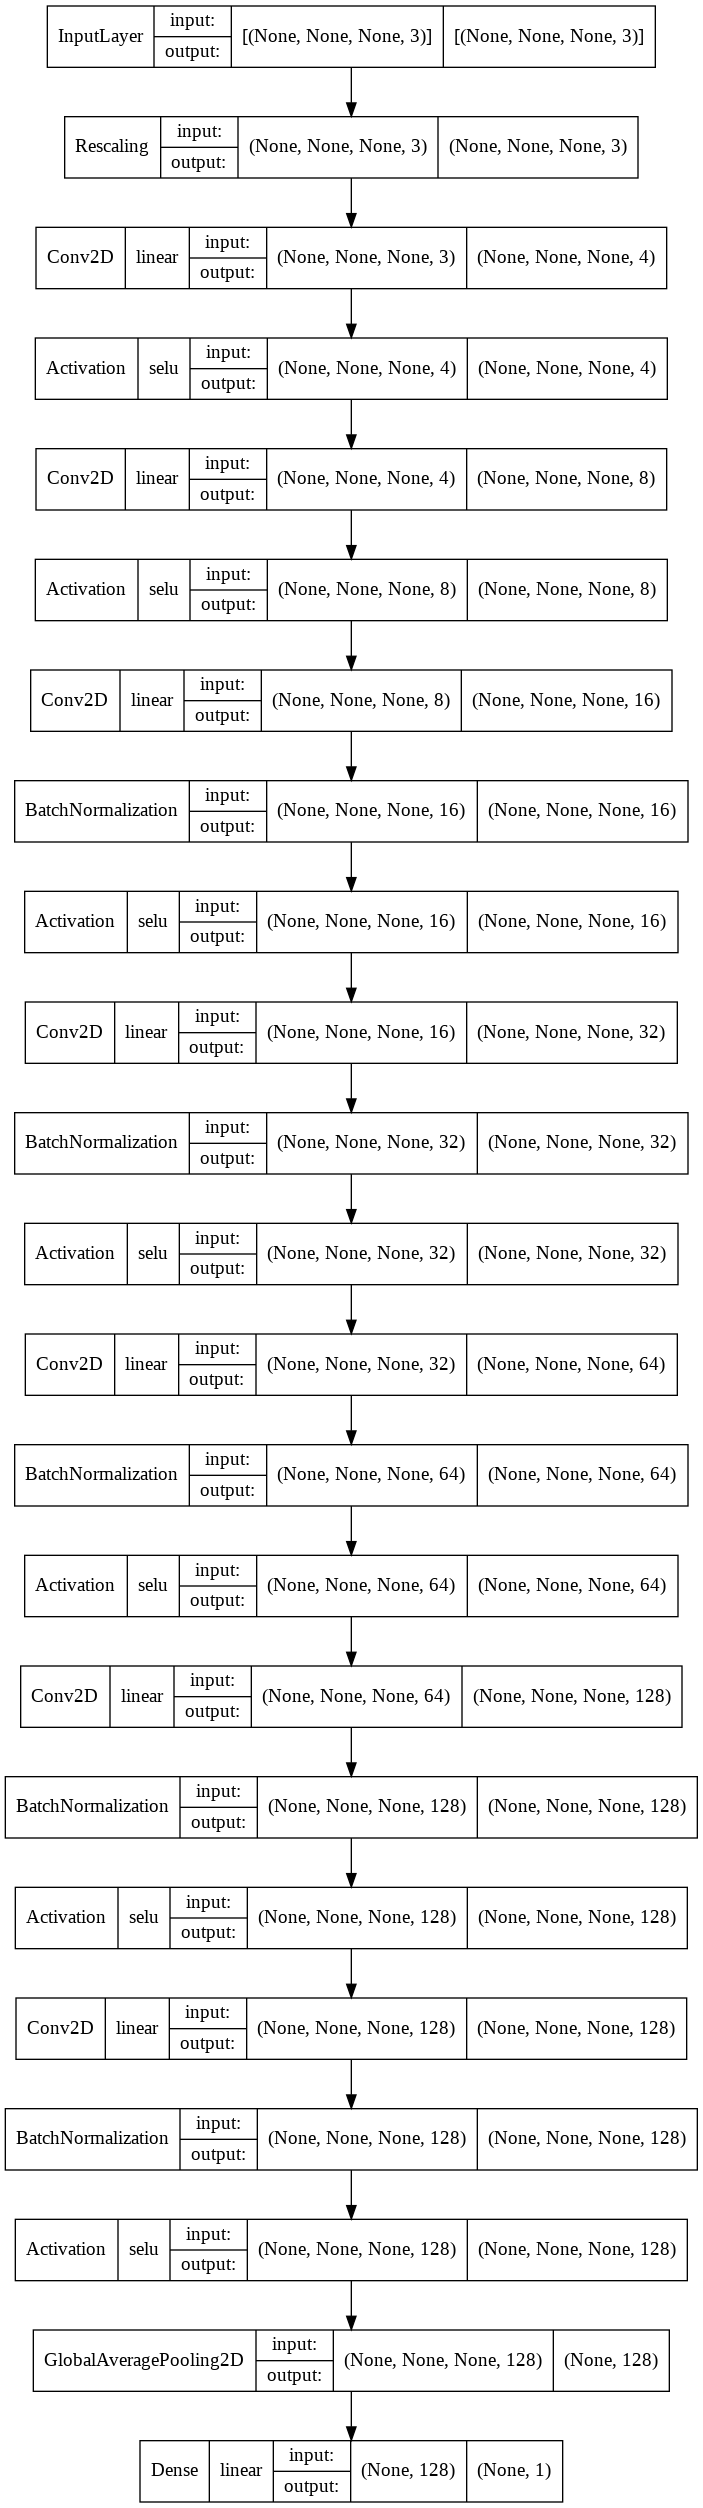 InputLayer input: output: [(None, None, None, 3)] [(None, None, None, 3)]
Rescaling input: output: (None, None, None, 3) (None, None, None, 3)
Conv2D linear input: output: (None, None, None, 3) (None, None, None, 4)
Activation selu input: output: (None, None, None, 4) (None, None, None, 4)
Conv2D linear input: output: (None, None, None, 4) (None, None, None, 8)
Activation selu input: output: (None, None, None, 8) (None, None, None, 8)
Conv2D linear input: output: (None, None, None, 8) (None, None, None, 16)
BatchNormalization input: output: (None, None, None, 16) (None, None, None, 16)
Activation selu input: output: (None, None, None, 16) (None, None, None, 16)
Conv2D linear input: output: (None, None, None, 16) (None, None, None, 32)
BatchNormalization input: output: (None, None, None, 32) (None, None, None, 32)
Activation selu input: output: (None, None, None, 32) (None, None, None, 32)
Conv2D linear input: output: (None, None, None, 32) (None, None, None, 64)
BatchNormalization input: output: (None, None, None, 64) (None, None, None, 64)
Activation selu input: output: (None, None, None, 64) (None, None, None, 64)
Conv2D linear input: output: (None, None, None, 64) (None, None, None, 128)
BatchNormalization input: output: (None, None, None, 128) (None, None, None, 128)
Activation selu input: output: (None, None, None, 128) (None, None, None, 128)
Conv2D linear input: output: (None, None, None, 128) (None, None, None, 128)
BatchNormalization input: output: (None, None, None, 128) (None, None, None, 128)
Activation selu input: output: (None, None, None, 128) (None, None, None, 128)
GlobalAveragePooling2D input: output: (None, None, None, 128) (None, 128)
Dense linear input: output: (None, 128) (None, 1)